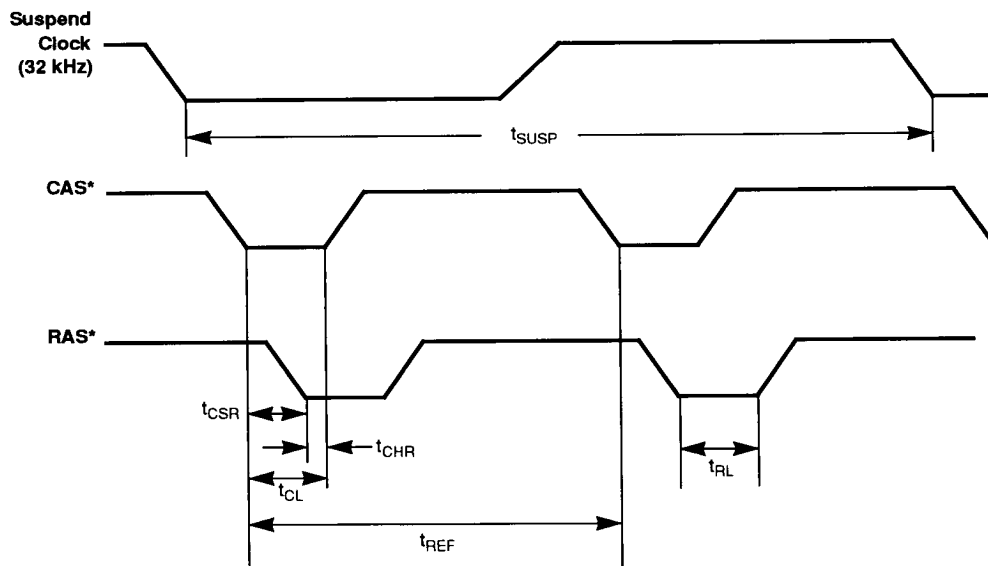 Suspend
Clock
(32 kHz)
tSUSP
CAS*
RAS*
tCSR
tCHR
tCL
tRL
tREF